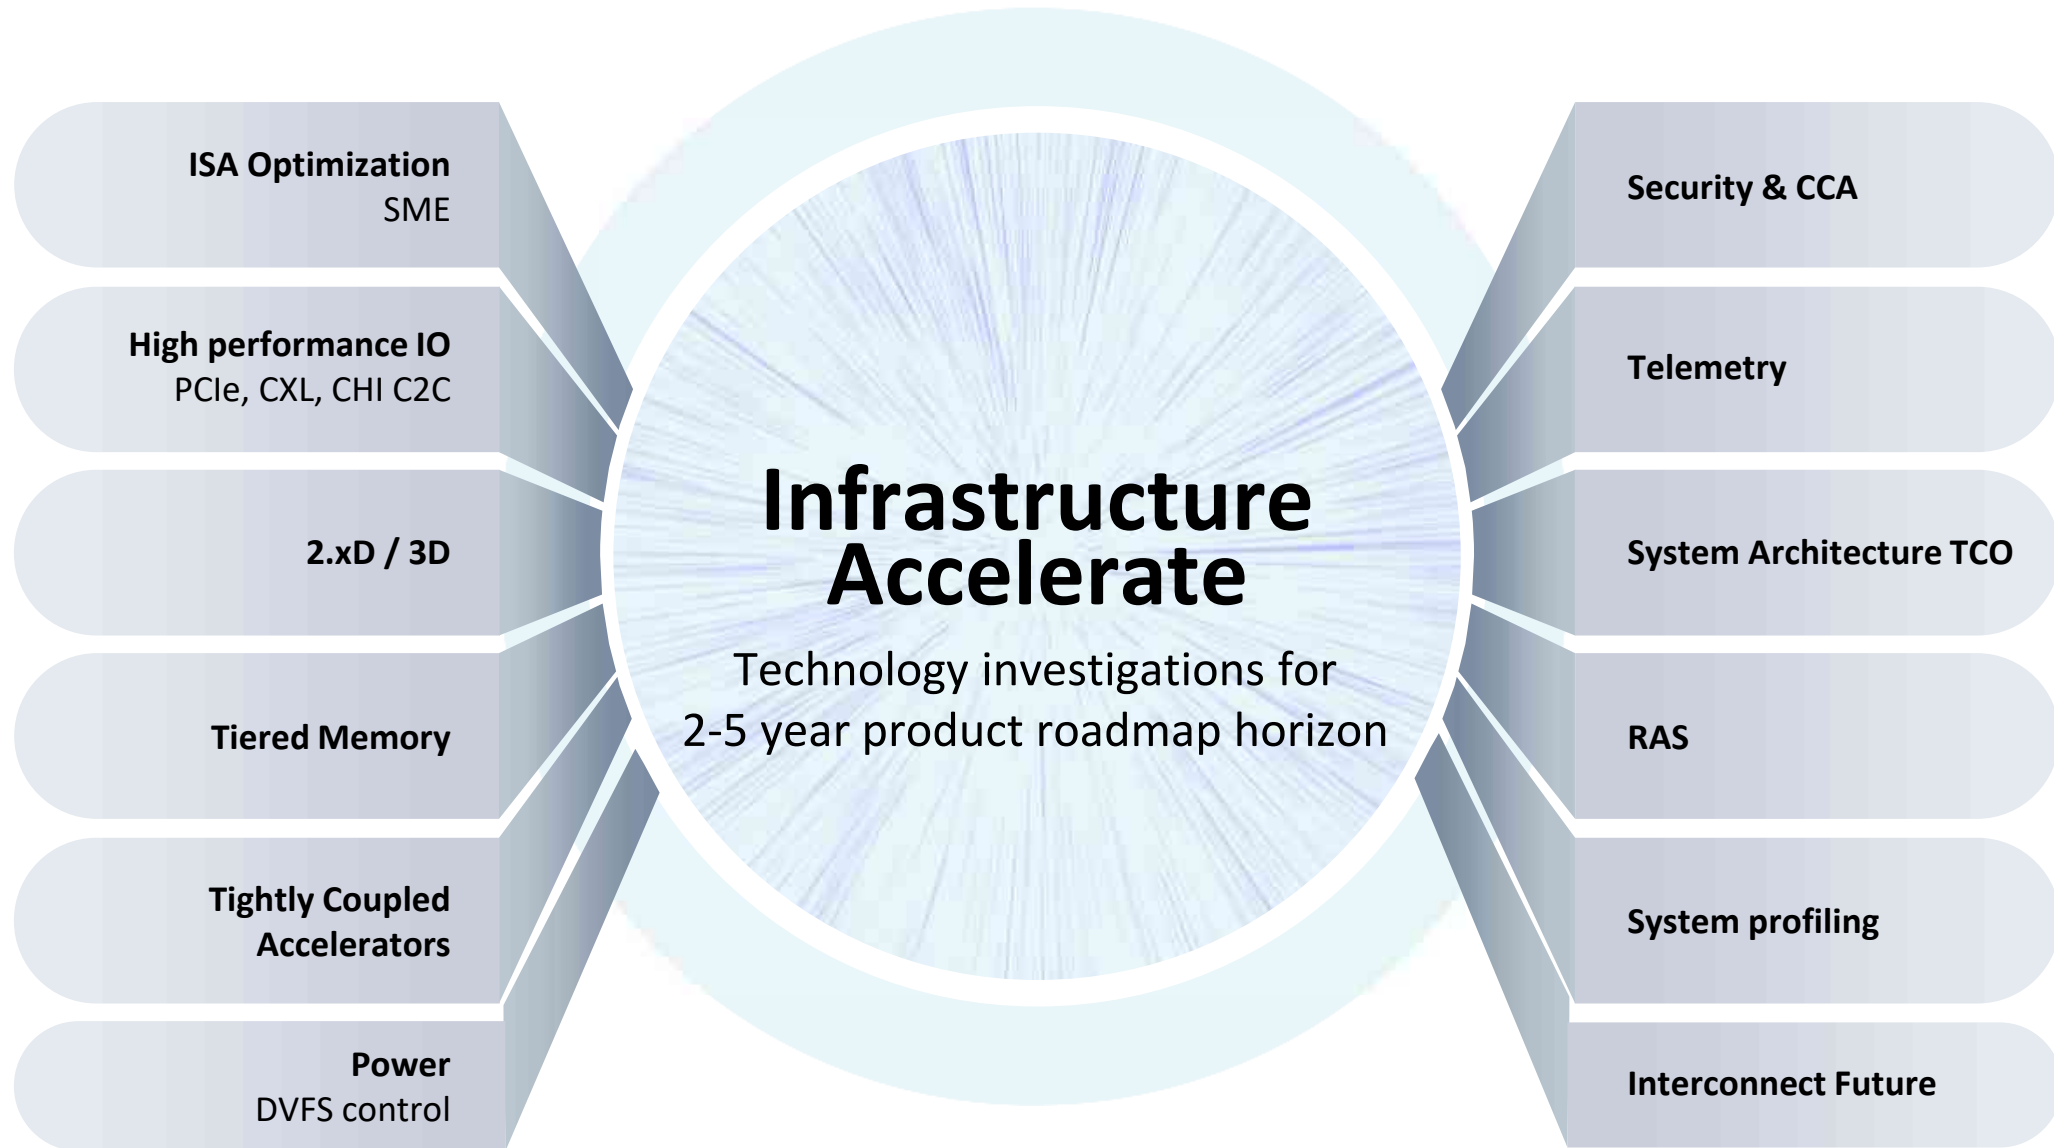 ISA Optimization
SME
High performance IO
PCIe, CXL, CHI C2C
2.xD / 3D
Tiered Memory
Tightly Coupled
Accelerators
Power
DVFS control
Infrastructure
Accelerate
Technology investigations for
2-5 year product roadmap horizon
Security & CCA
Telemetry
System Architecture TCO
RAS
System profiling
Interconnect Future